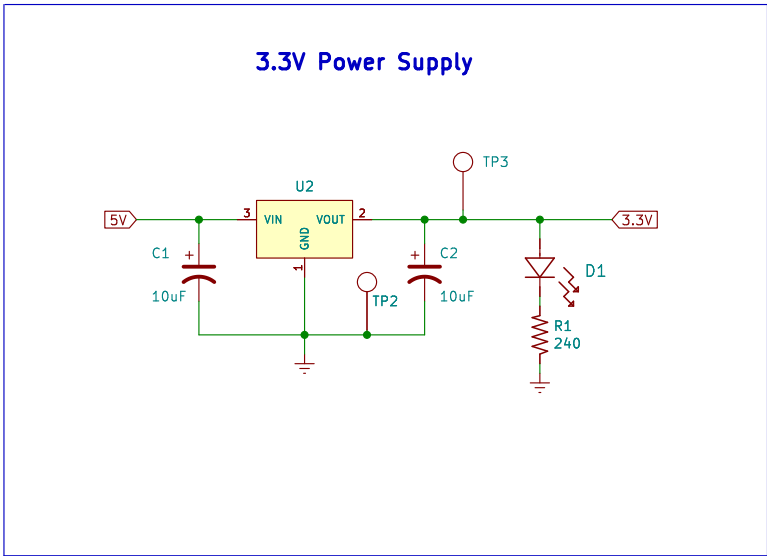 3.3V Power Supply
TP3
U2
5V
3
VIN
VOUT
2
3.3V
GND
1
C1
+
10uF
+
C2
10uF
TP2
D1
R1
240